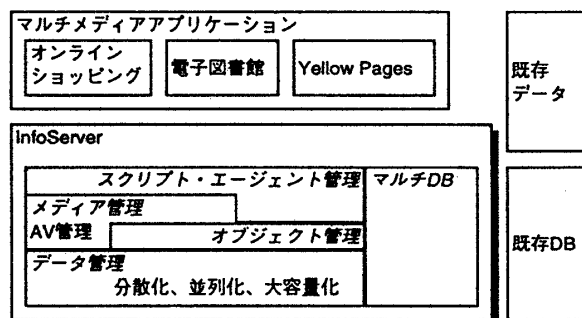 マルチメディアアプリケーション
オンライン
ショッピング
電子図書館
Yellow Pages
既存
データ
InfoServer
スクリプト・エージェント管理
マルチDB
メディア管理
AV管理
オブジェクト管理
データ管理
分散化、並列化、大容量化
既存DB